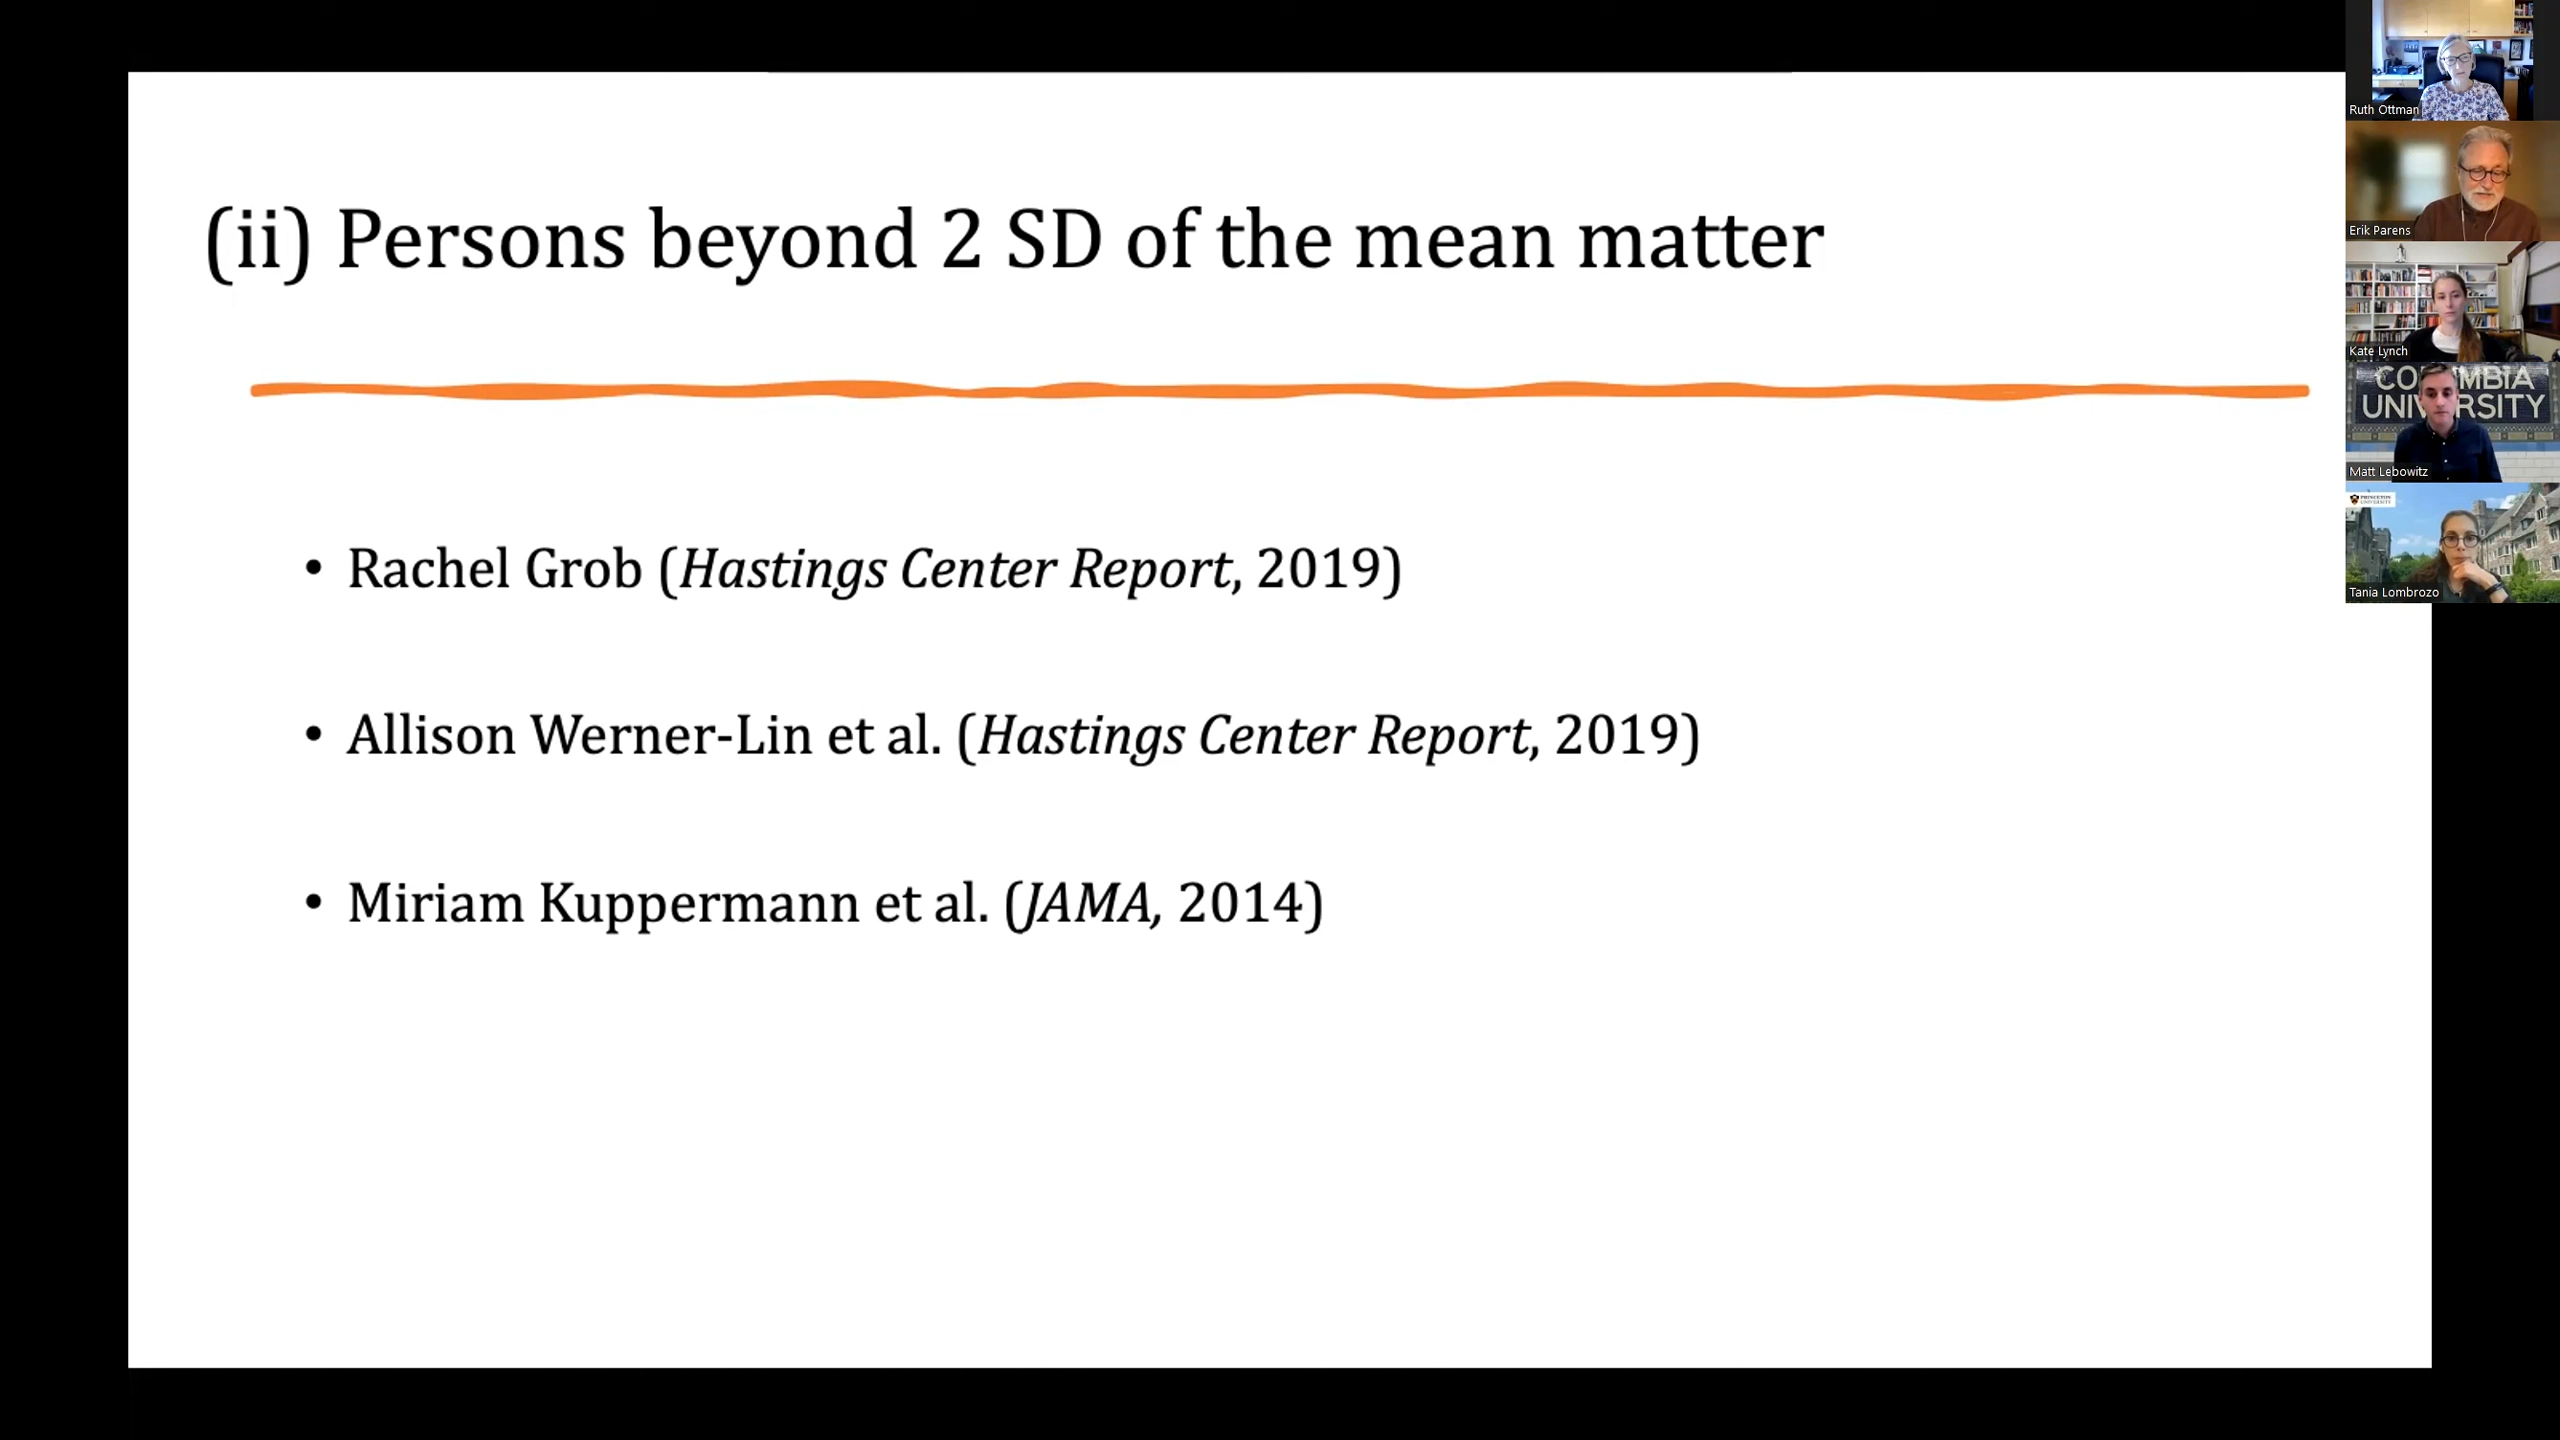 (ii) Persons beyond 2 SD of the mean matter
• Rachel Grob (Hastings Center Report, 2019)
• Allison Werner-Lin et al. (Hastings Center Report, 2019)
• Miriam Kuppermann et al. (JAMA, 2014)
Ruth Ottman
Erik Parens
Kate Lynch
Matt Lebowitz
PRINCETON
UNIVERSITY
Tania Lombrozo